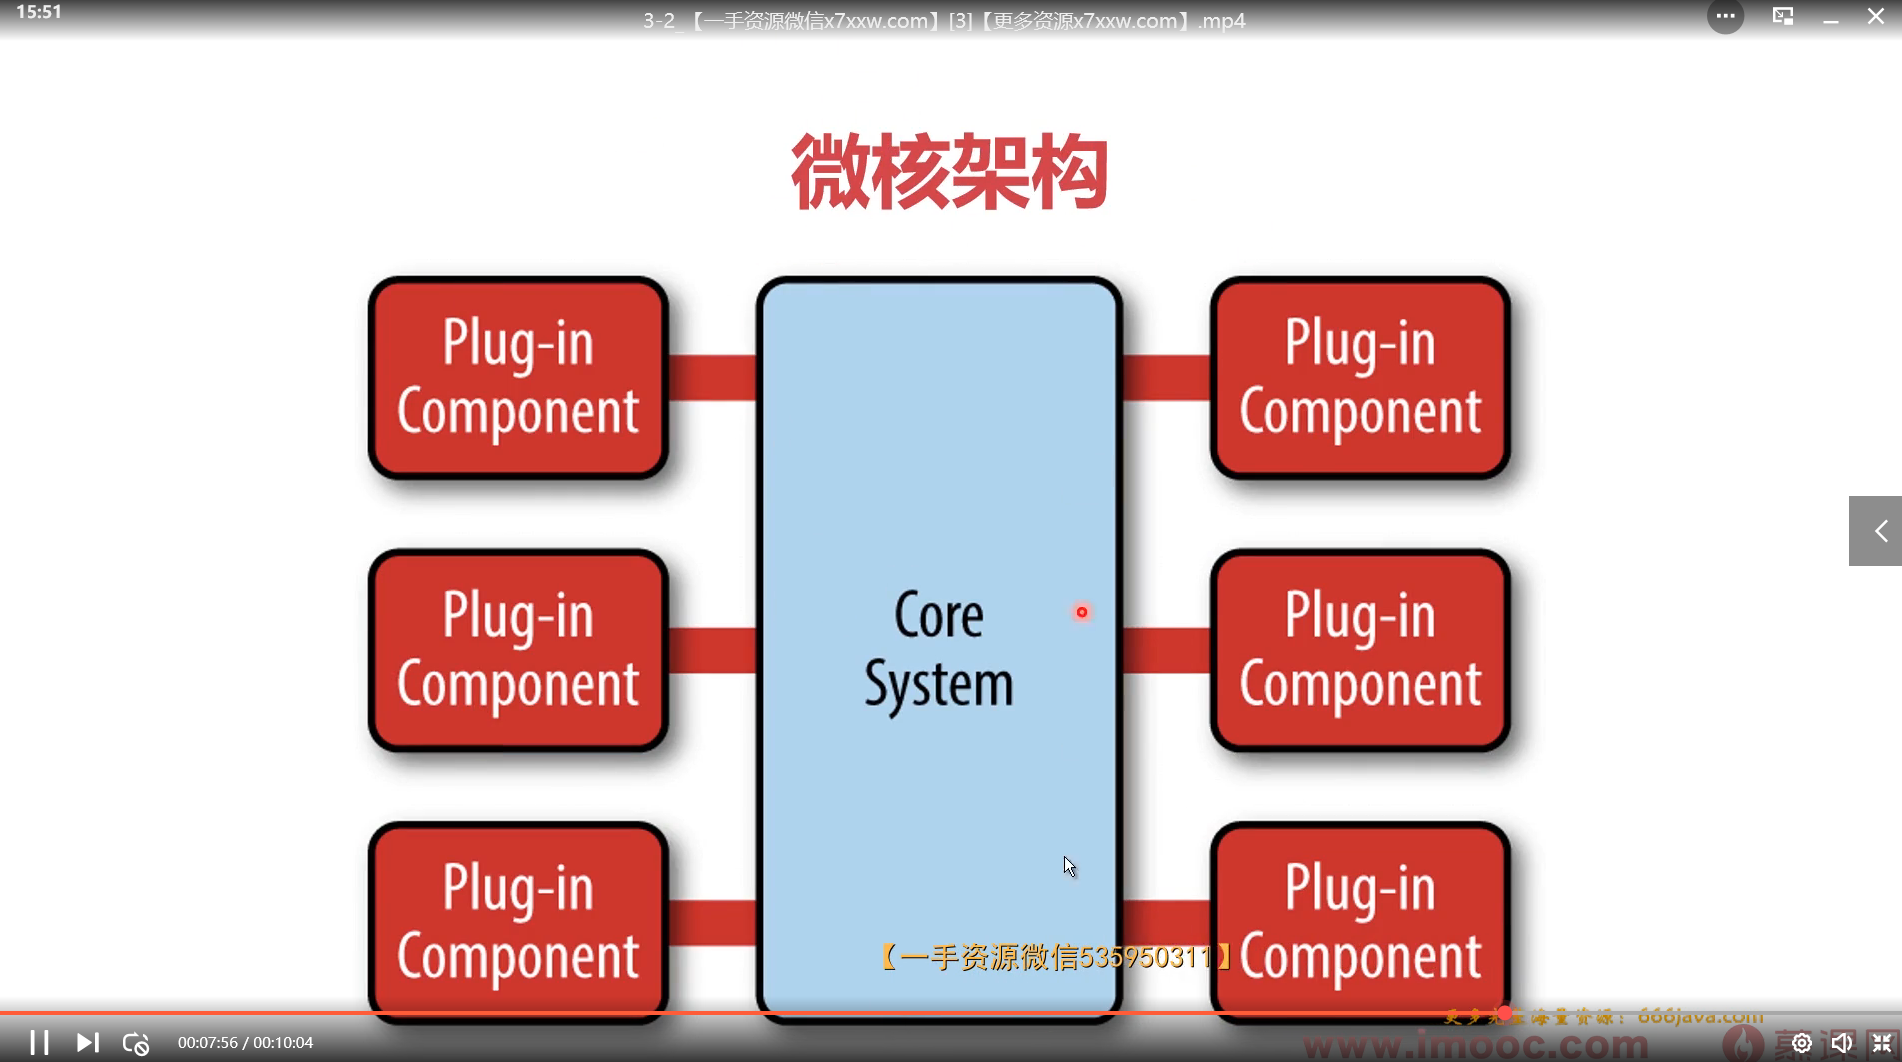 15:51
3-2_【一手资源微信x7xxw.com】[3]【更多资源x7xxw.com】.mp4
微核架构
Plug-in
Component
Plug-in
Component
Plug-in
Component
Core
System
Plug-in
Component
Plug-in
Component
Plug-in
Component
【一手资源微信535950311】
海量资源：666java.com
www.imooc.com
00:07:56 / 00:10:04